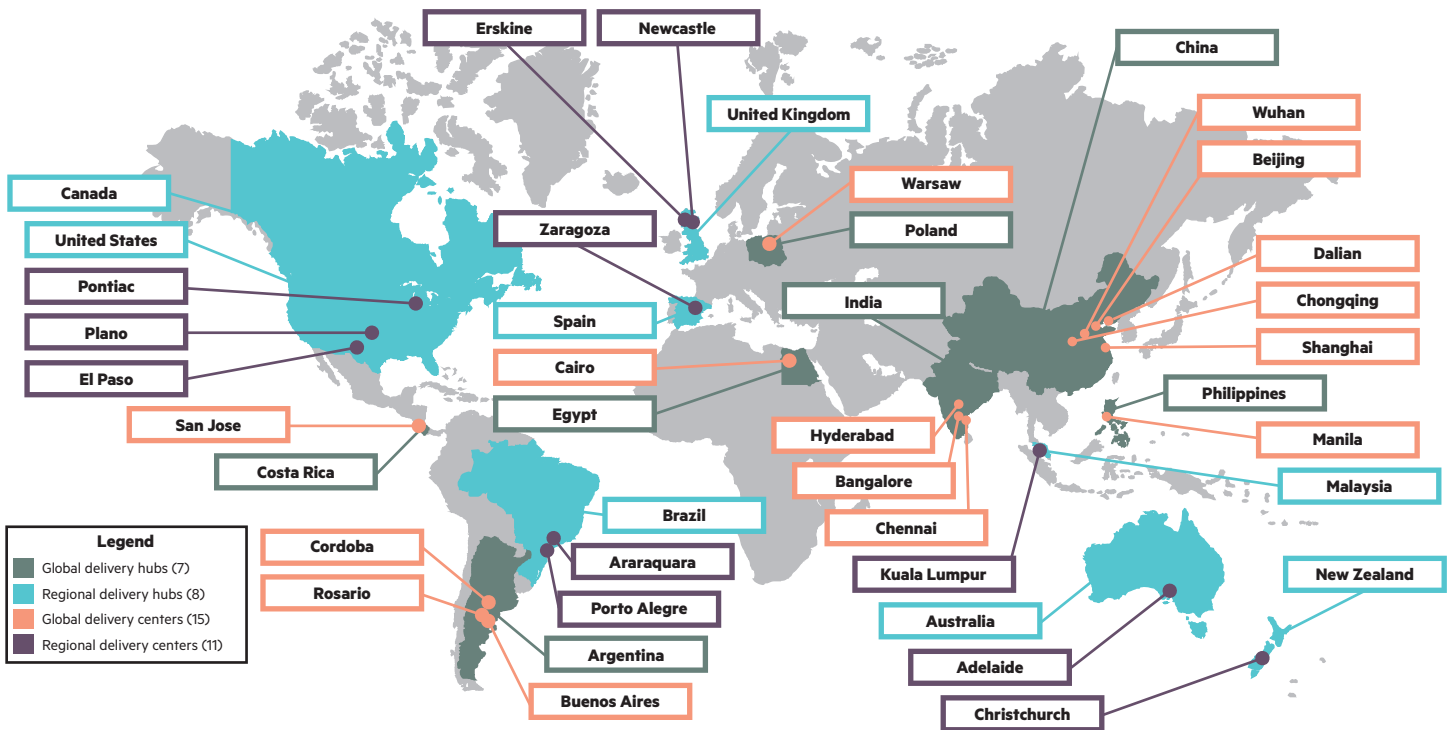 Erskine
Newcastle
China
United Kingdom
Wuhan
Beijing
Canada
Warsaw
United States
Zaragoza
Poland
Dalian
Pontiac
India
Chongqing
Plano
Spain
Shanghai
El Paso
Cairo
Philippines
Egypt
San Jose
Hyderabad
Manila
Costa Rica
Bangalore
Malaysia
Brazil
Chennai
Legend
Global delivery hubs (7)
Regional delivery hubs (8)
Global delivery centers (15)
Regional delivery centers (11)
Cordoba
Araraquara
Kuala Lumpur
New Zealand
Rosario
Porto Alegre
Australia
Argentina
Adelaide
Buenos Aires
Christchurch